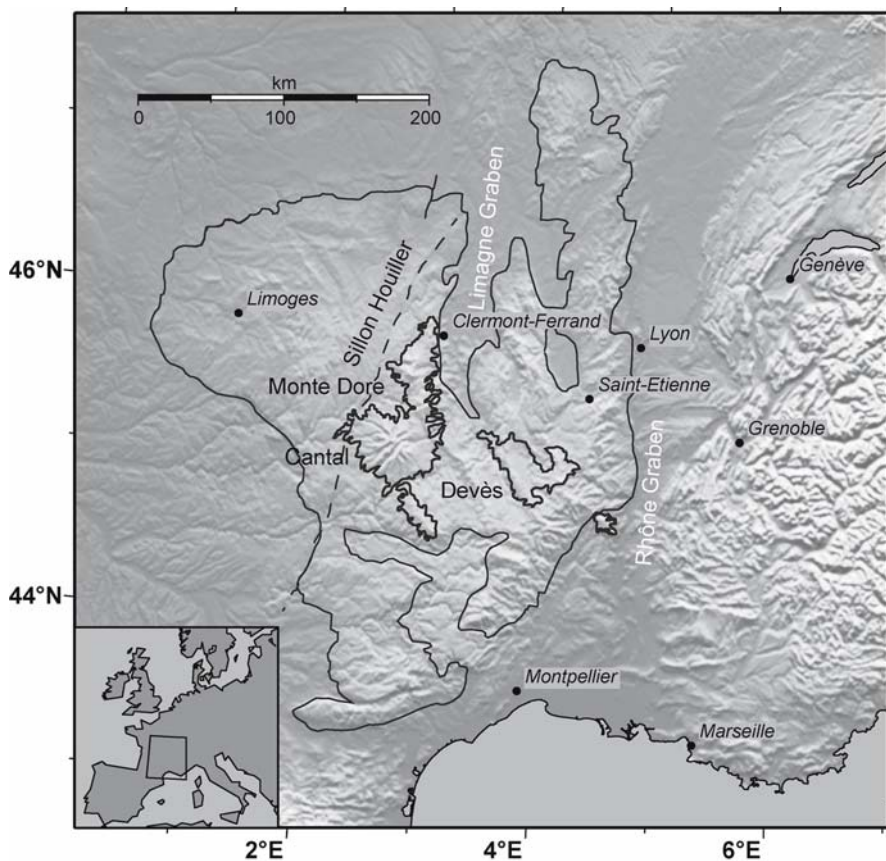 km
0
100
200
Limagne Graben
46°N
Sillon Houiller
Genève
Limoges
Clermont-Ferrand
Lyon
Monte Dore
Saint-Etienne
Grenoble
Cantal
Devès
Rhône Graben
44°N
Montpellier
Marseille
2°E
4°E
6°E